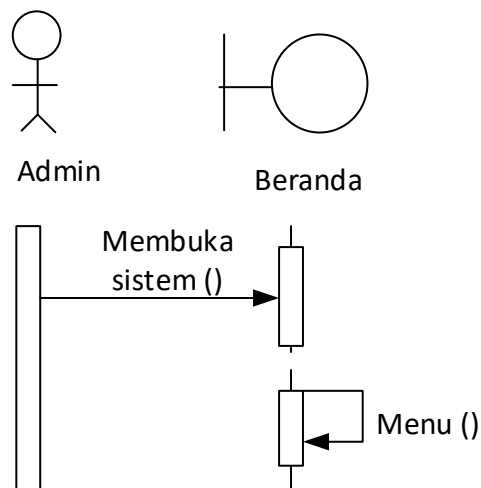 Admin
Beranda
Membuka
sistem ()
Menu ()